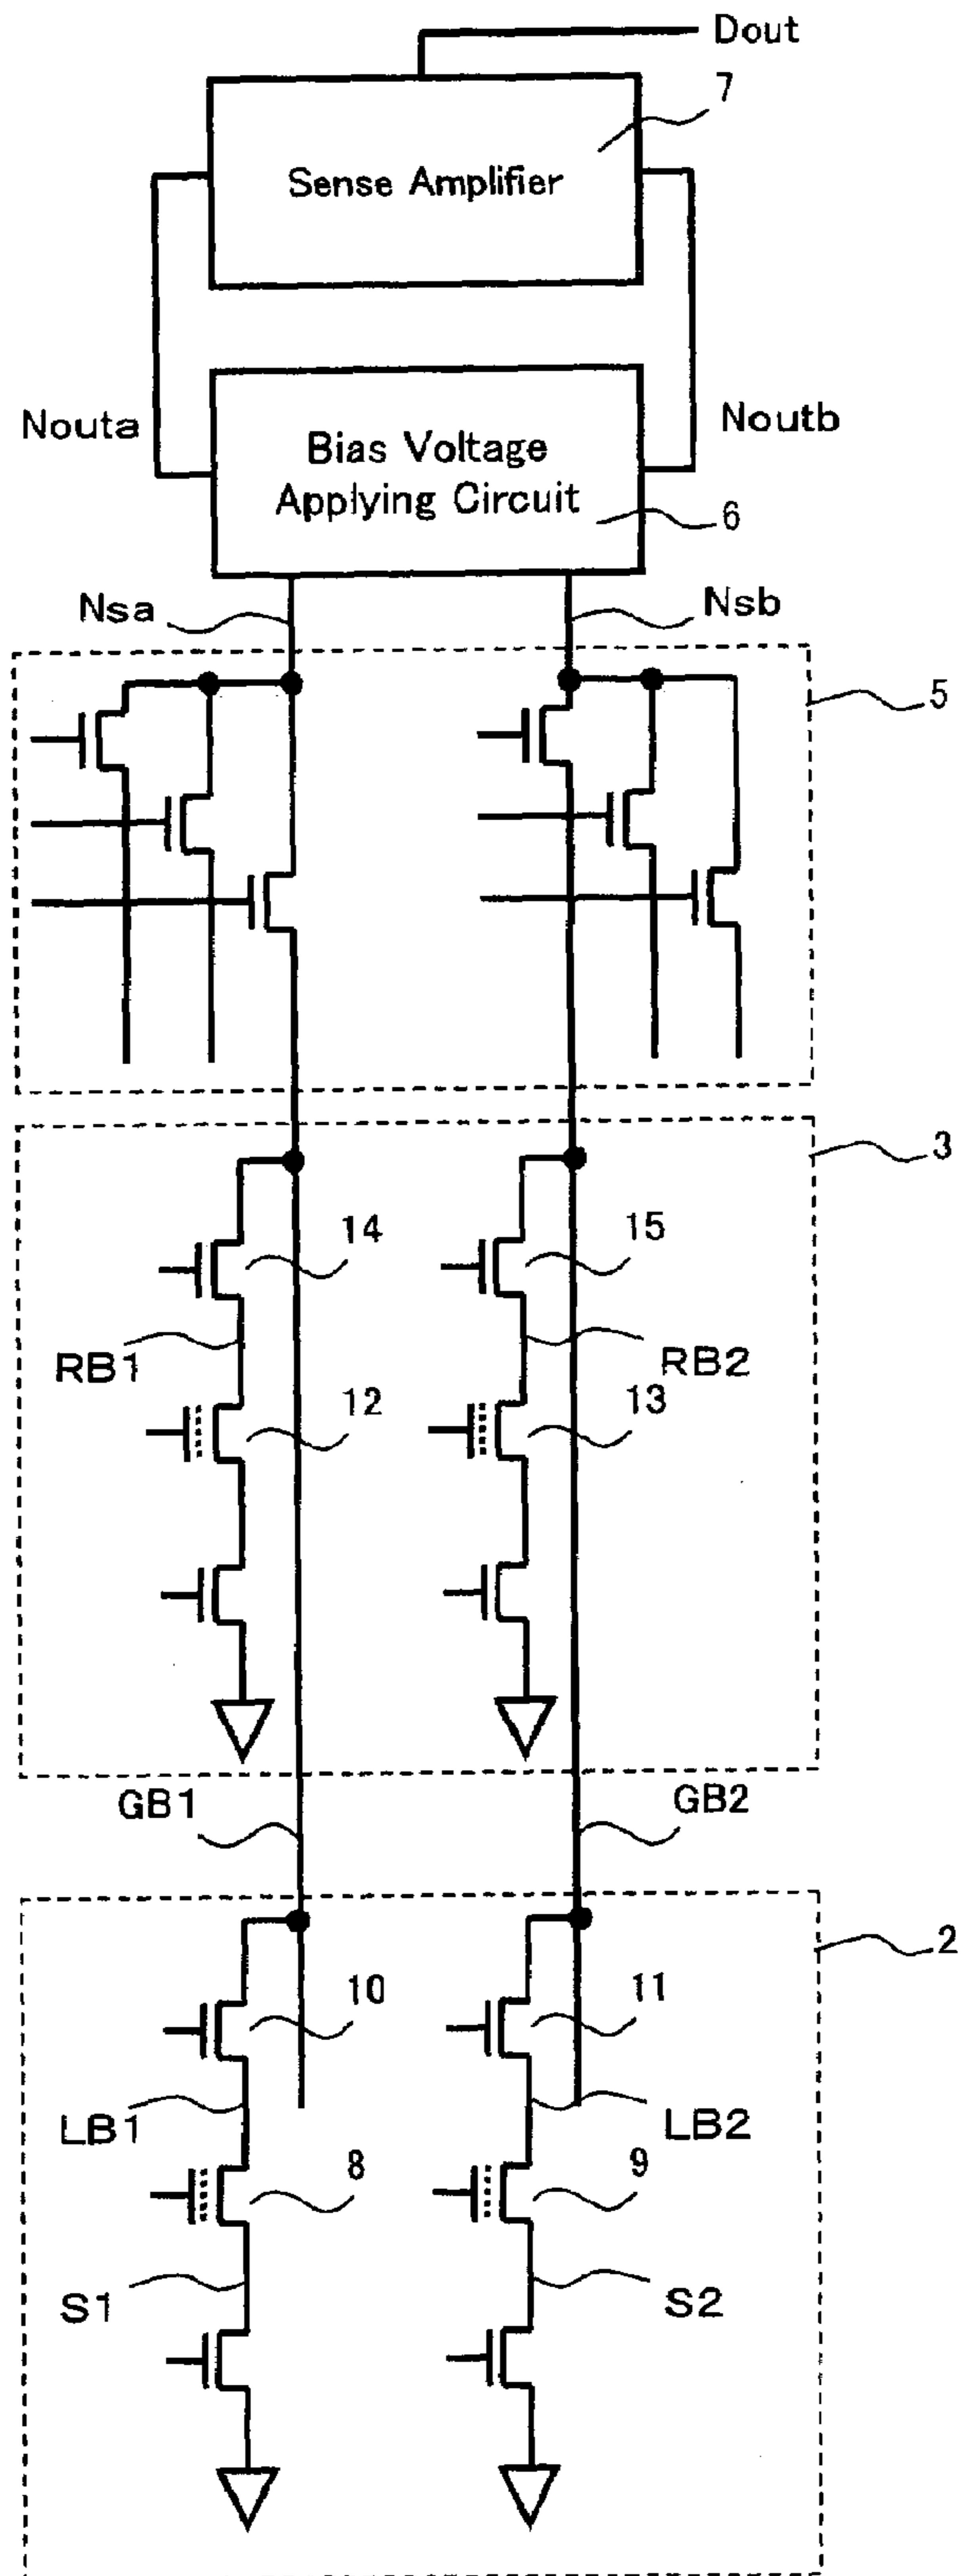 Dout
7
Sense Amplifier
Nouta
Noutb
Bias Voltage
Applying Circuit
6
Nsa
Nsb
5
3
14
15
RB1
RB2
12
13
GB1
GB2
2
10
11
LB1
LB2
8
9
S1
S2